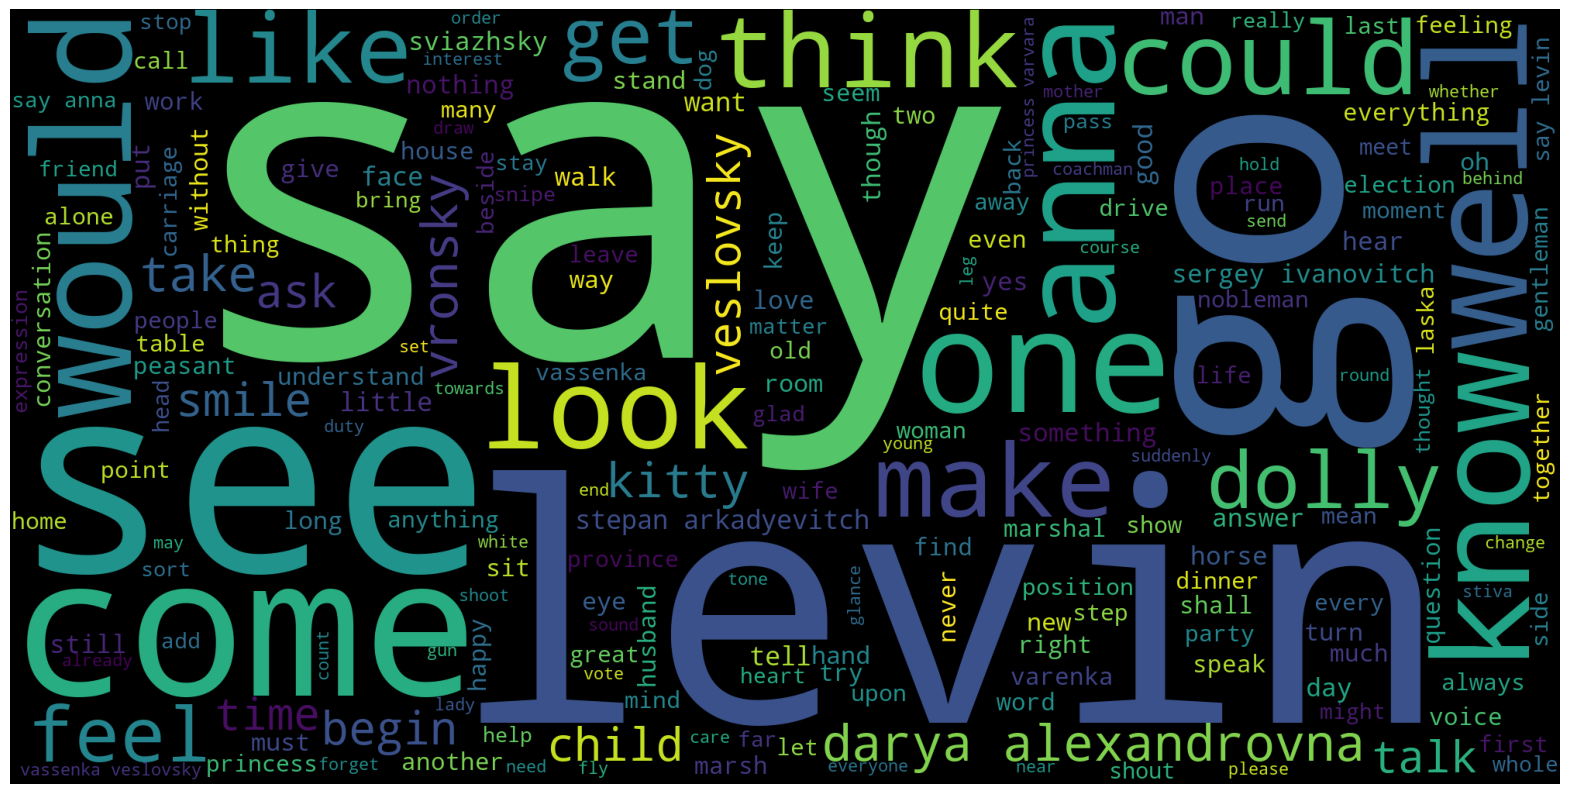 say
levin
see
go
come
would
like
get
think
anna
could
well
know
one
look
make
dolly
kitty
feel
take
ask
smile
time
begin
child
darya alexandrovna
talk
vronsky
veslovsky
stepan arkadyevitch
sergey ivanovitch
sviazhsky
stop
call
order
interest
nothing
stand
dog
want
seem
though
two
man
really
last
feeling
say anna
work
many
draw
house
face
give
bring
stay
snipe
beside
walk
friend
put
without
alone
carriage
thing
conversation
people
table
peasant
expression
head
understand
little
set
leave
way
towards
vassenka
duty
keep
love
matter
old
room
glad
princess varvara
mother
pass
coachman
back
good
away
drive
even
course
leg
yes
quite
whether
everything
meet
oh
say levin
hold
place
run
send
election
behind
moment
hear
nobleman
gentleman
laska
life
round
thought
together
woman
young
something
suddenly
point
home
long
anything
end
wife
may
sort
white
sit
province
marshal
show
answer
mean
find
horse
question
change
dinner
position
step
shall
every
side
stiva
tone
glance
never
new
right
party
turn
much
still
already
add
count
shoot
happy
gun
eye
sound
great
vote
husband
tell
hand
heart
try
varenka
speak
day
might
always
lady
mind
upon
word
voice
must
help
princess
forget
another
need
fly
care
far
let
marsh
everyone
near
shout
please
first
whole
vassenka veslovsky